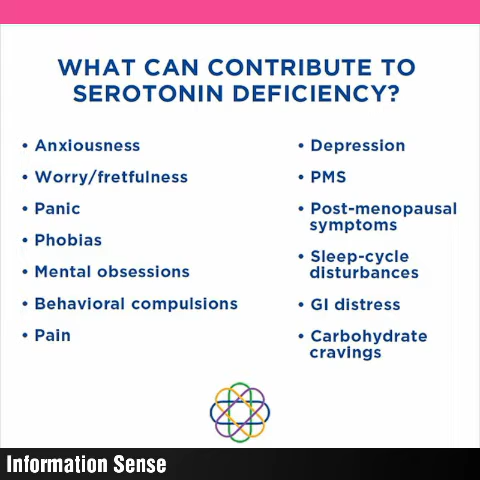 WHAT CAN CONTRIBUTE TO
SEROTONIN DEFICIENCY?
• Anxiousness
• Worry/fretfulness
• Panic
• Phobias
• Mental obsessions
• Behavioral compulsions
• Pain
• Depression
• PMS
• Post-menopausal
symptoms
• Sleep-cycle
disturbances
• GI distress
• Carbohydrate
cravings
Information Sense